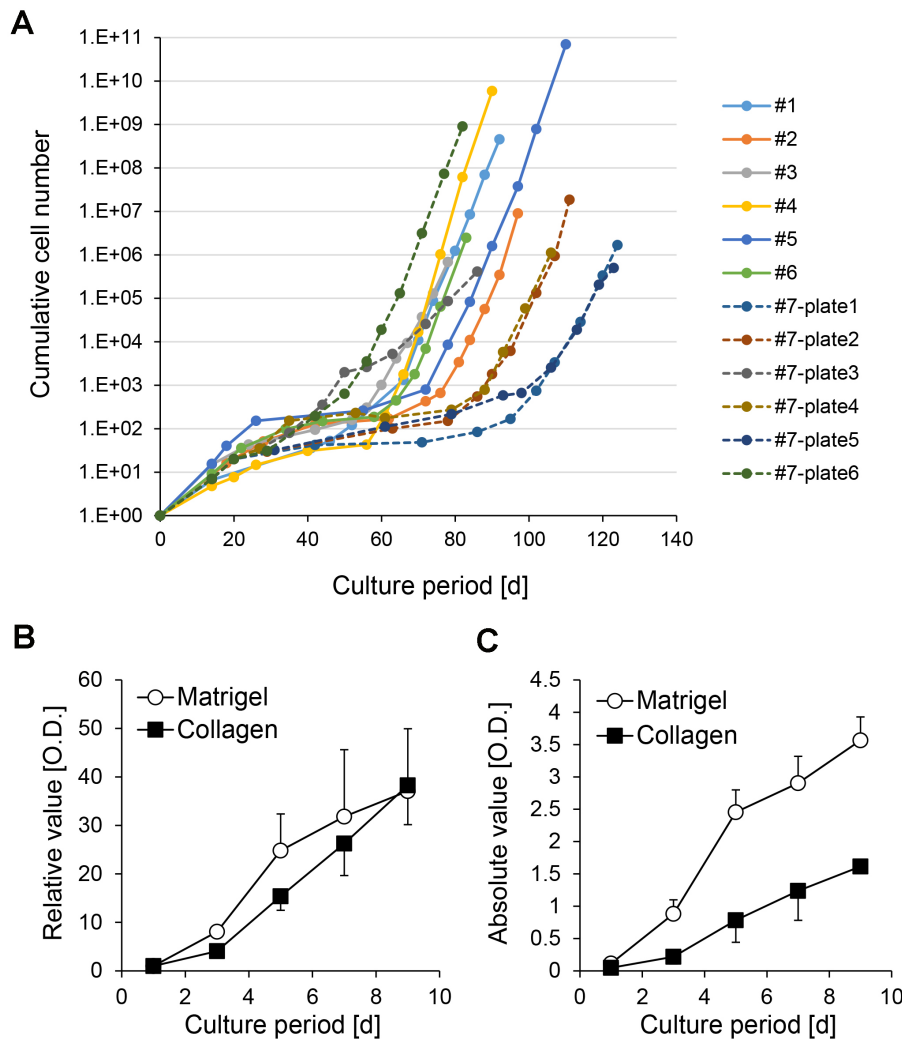 A
Cumulative cell number
1.E+11
1.E+10
1.E+09
1.E+08
1.E+07
1.E+06
1.E+05
1.E+04
1.E+03
1.E+02
1.E+01
1.E+00
0 20 40 60 80 100 120 140
Culture period [d]
#1
#2
#3
#4
#5
#6
#7-plate1
#7-plate2
#7-plate3
#7-plate4
#7-plate5
#7-plate6
B
Relative value [O.D.]
60
50
40
30
20
10
0
0 2 4 6 8 10
Culture period [d]
Matrigel
Collagen
C
Absolute value [O.D.]
4.5
4
3.5
3
2.5
2
1.5
1
0.5
0
0 2 4 6 8 10
Culture period [d]
Matrigel
Collagen